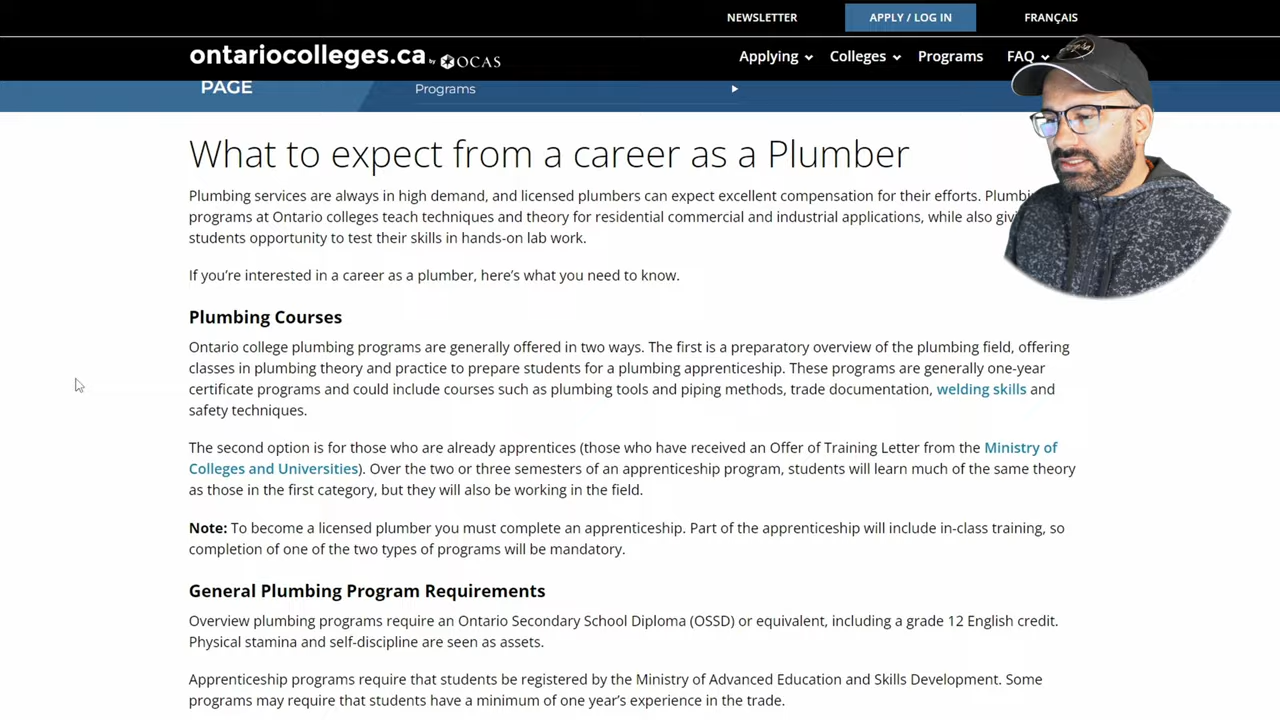 NEWSLETTER APPLY / LOG IN FRANÇAIS
ontariocolleges.ca by OCAS Applying Colleges Programs FAQ
PAGE Programs
What to expect from a career as a Plumber
Plumbing services are always in high demand, and licensed plumbers can expect excellent compensation for their efforts.
programs at Ontario colleges teach techniques and theory for residential commercial and industrial applications, while also
students opportunity to test their skills in hands-on lab work.
If you're interested in a career as a plumber, here's what you need to know.
Plumbing Courses
Ontario college plumbing programs are generally offered in two ways. The first is a preparatory overview of the plumbing field, offering
classes in plumbing theory and practice to prepare students for a plumbing apprenticeship. These programs are generally one-year
certificate programs and could include courses such as plumbing tools and piping methods, trade documentation, welding skills and
safety techniques.
The second option is for those who are already apprentices (those who have received an Offer of Training Letter from the Ministry of
Colleges and Universities). Over the two or three semesters of an apprenticeship program, students will learn much of the same theory
as those in the first category, but they will also be working in the field.
Note: To become a licensed plumber you must complete an apprenticeship. Part of the apprenticeship will include in-class training, so
completion of one of the two types of programs will be mandatory.
General Plumbing Program Requirements
Overview plumbing programs require an Ontario Secondary School Diploma (OSSD) or equivalent, including a grade 12 English credit.
Physical stamina and self-discipline are seen as assets.
Apprenticeship programs require that students be registered by the Ministry of Advanced Education and Skills Development. Some
programs may require that students have a minimum of one year's experience in the trade.